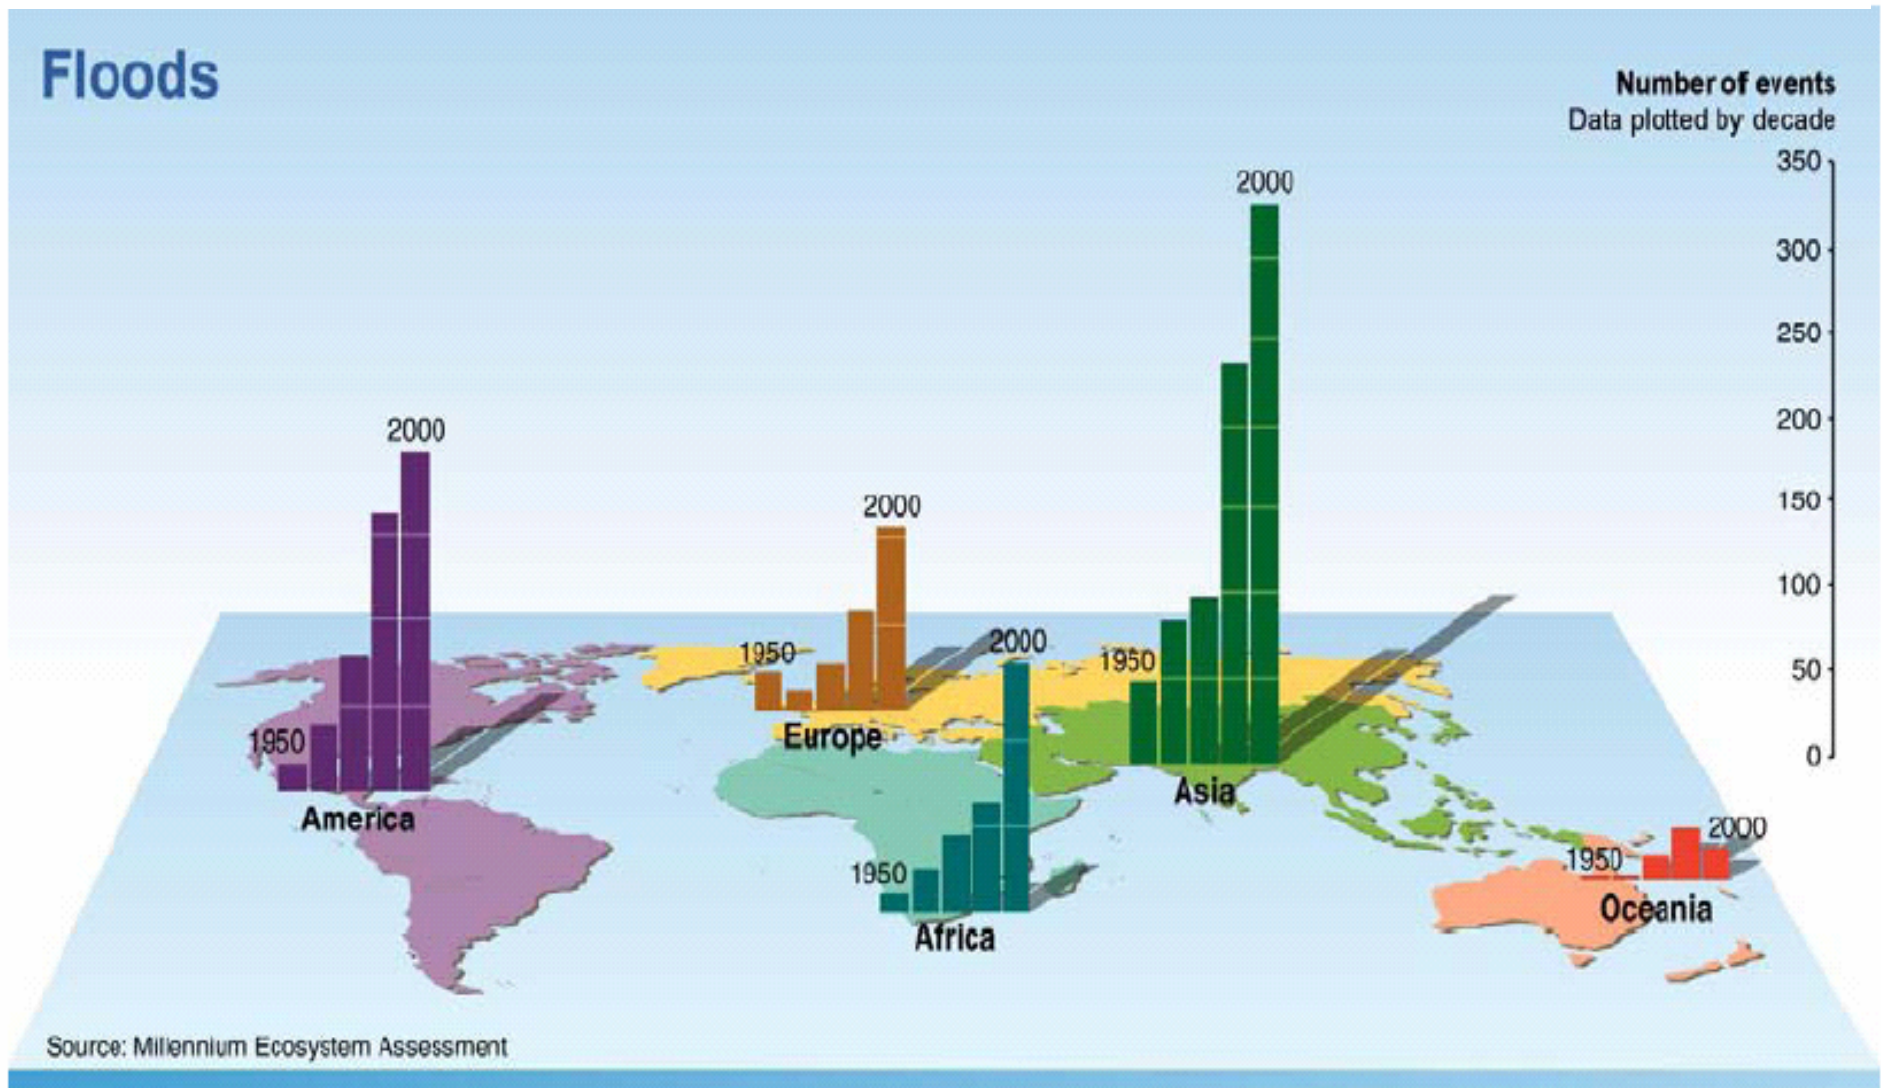 Floods
Number of events
Data plotted by decade
350
300
250
200
150
100
50
0
2000
1950
America
2000
1950
Europe
2000
1950
Africa
2000
1950
Asia
2000
1950
Oceania
Source: Millennium Ecosystem Assessment